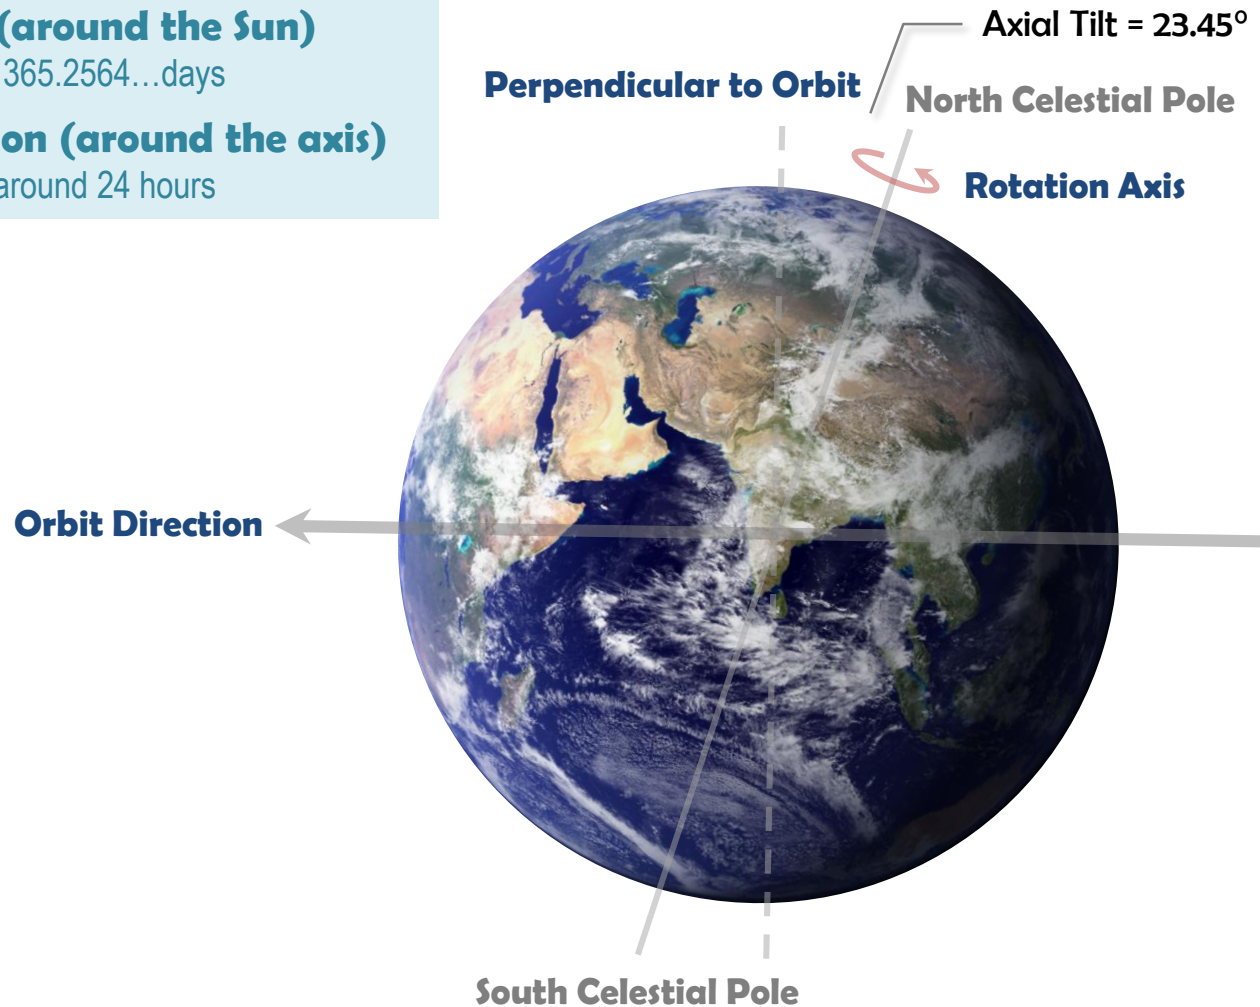 (around the Sun)
365.2564...days
on (around the axis)
around 24 hours
Axial Tilt = 23.45⁰
Perpendicular to Orbit
North Celestial Pole
Rotation Axis
Orbit Direction
South Celestial Pole